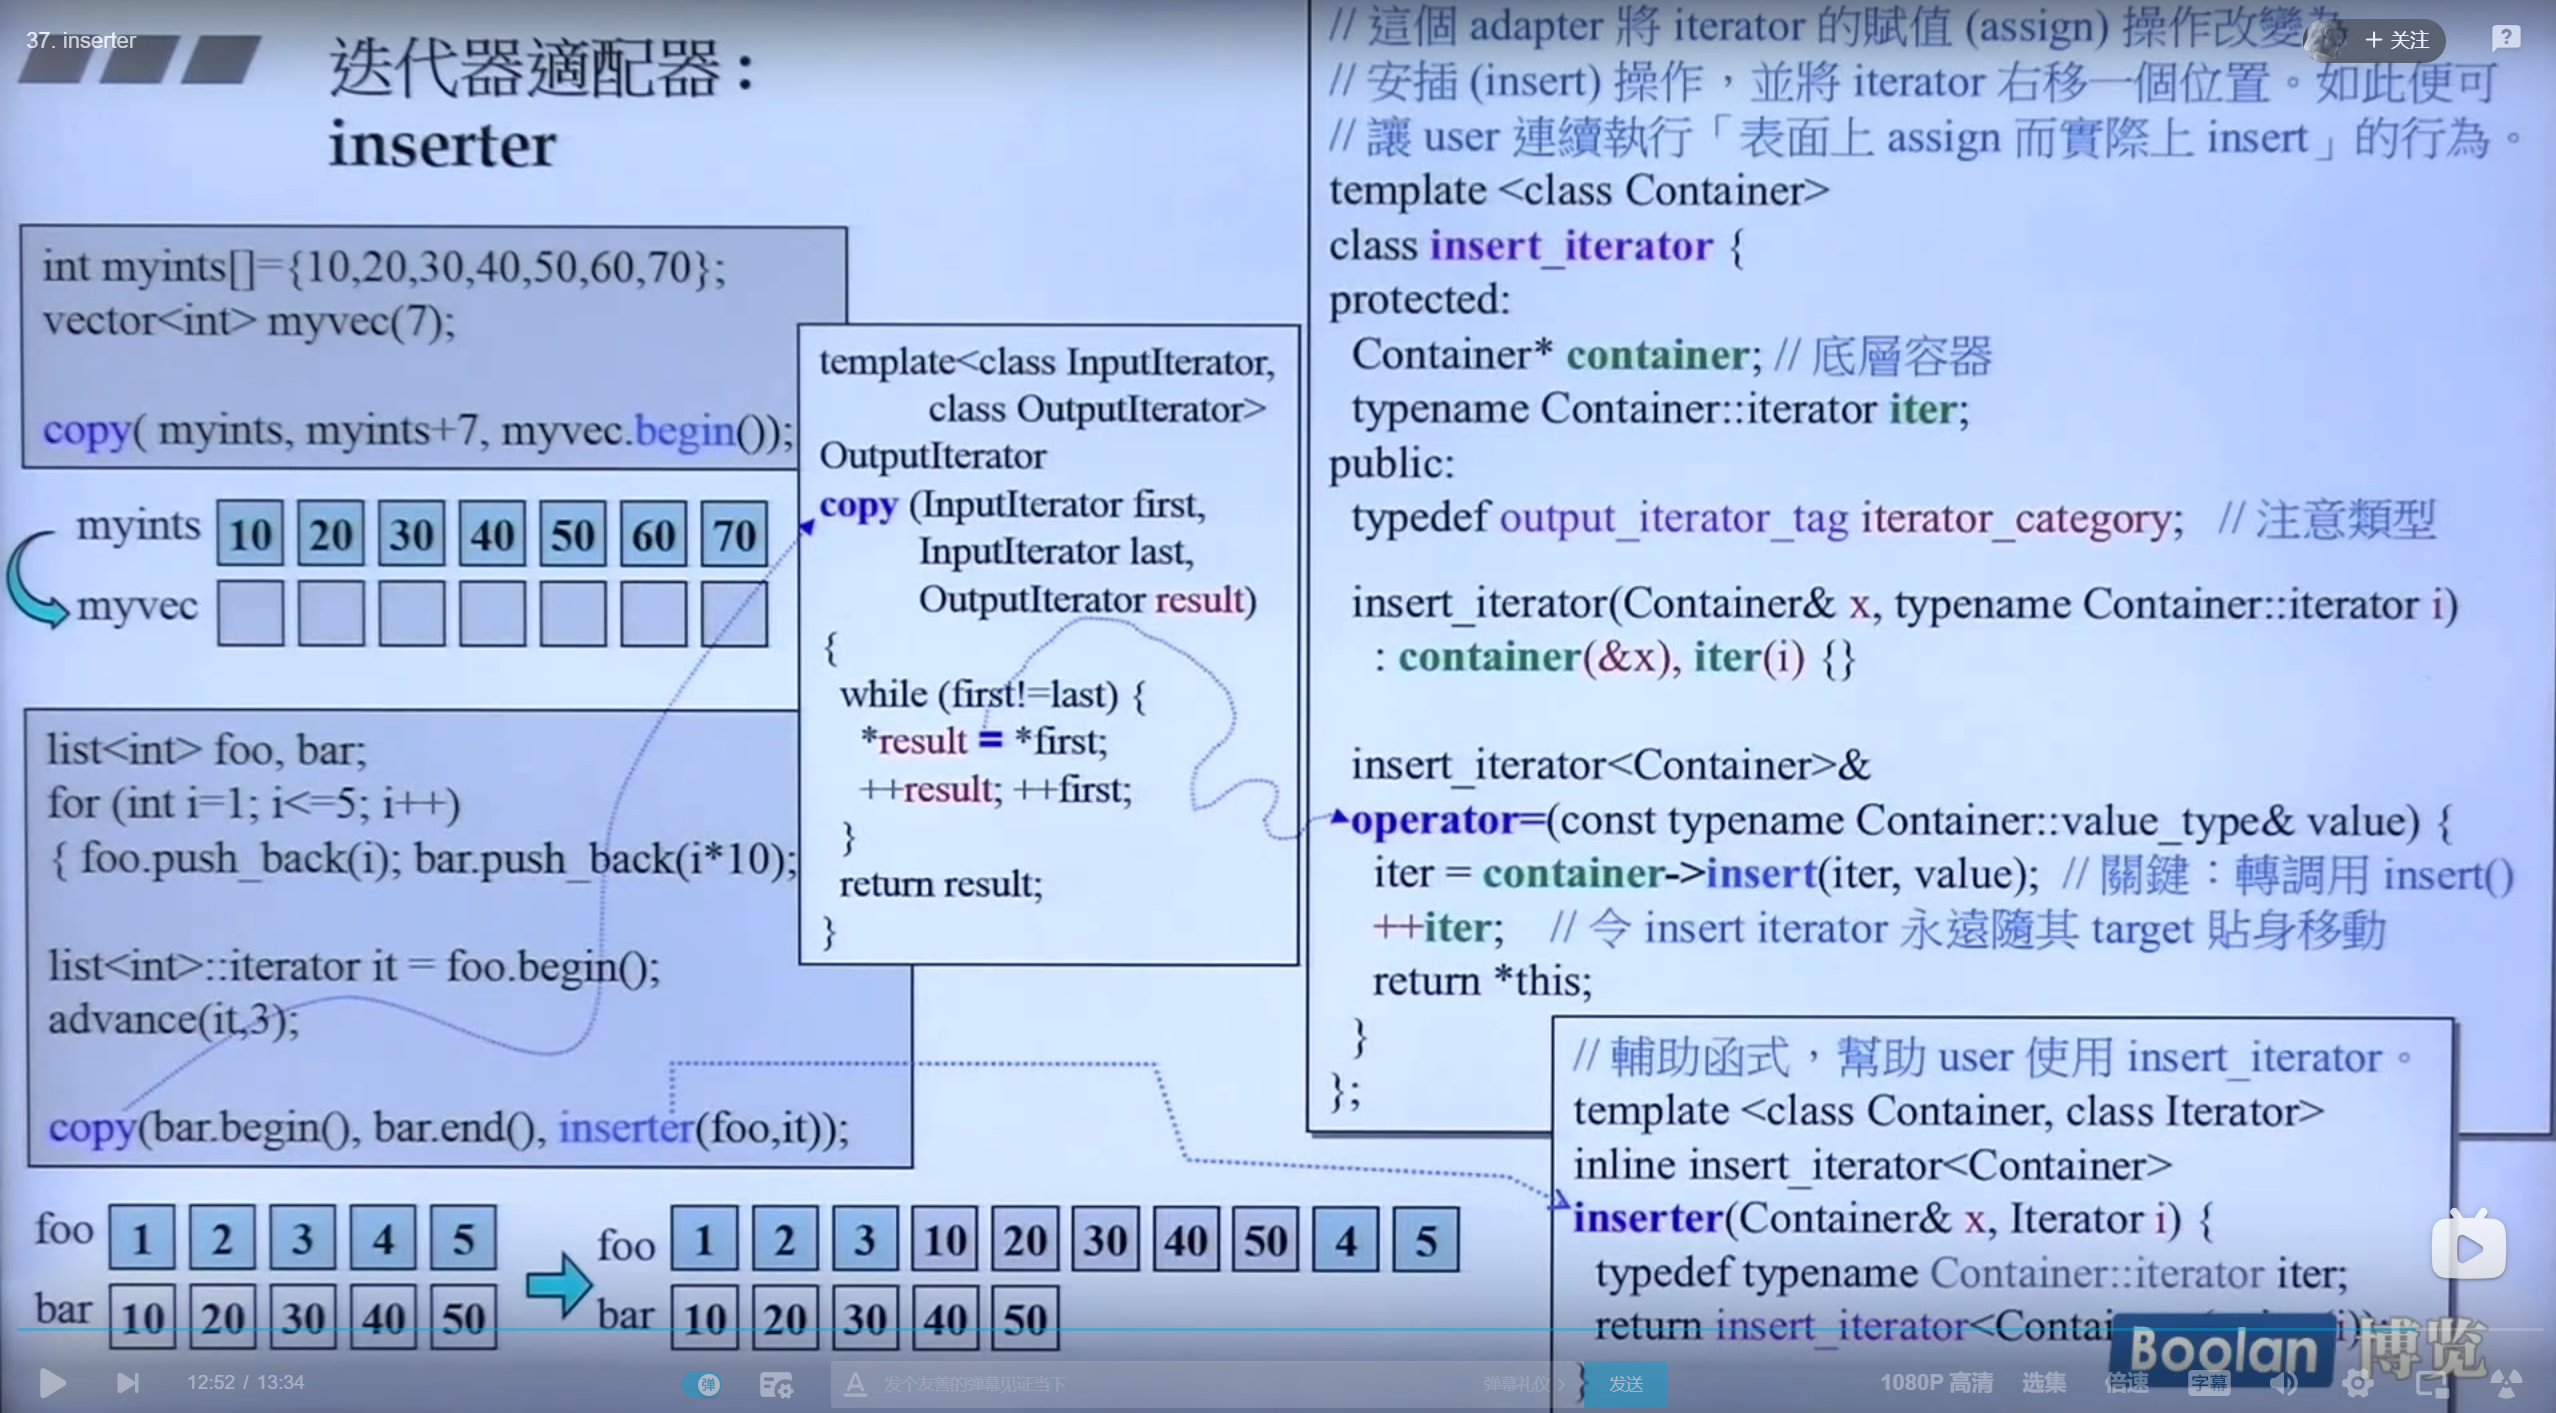 37. inserter
迭代器適配器：
inserter
+ 关注
int myints[]={10,20,30,40,50,60,70};
vector<int> myvec(7);
copy( myints, myints+7, myvec.begin());
myints 10 20 30 40 50 60 70
myvec
list<int> foo, bar;
for (int i=1; i<=5; i++)
{ foo.push_back(i); bar.push_back(i*10);
list<int>::iterator it = foo.begin();
advance(it,3);
copy(bar.begin(), bar.end(), inserter(foo,it));
foo 1 2 3 4 5
bar 10 20 30 40 50
foo 1 2 3 10 20 30 40 50 4 5
bar 10 20 30 40 50
template<class InputIterator,
class OutputIterator>
OutputIterator
copy (InputIterator first,
InputIterator last,
OutputIterator result)
{
while (first!=last) {
*result = *first;
++result; ++first;
}
return result;
}
// 這個 adapter 將 iterator 的賦值 (assign) 操作改變為
// 安插 (insert) 操作，並將 iterator 右移一個位置。如此便可
// 讓 user 連續執行「表面上 assign 而實際上 insert」的行為。
template <class Container>
class insert_iterator {
protected:
Container* container; // 底層容器
typename Container::iterator iter;
public:
typedef output_iterator_tag iterator_category; // 注意類型
insert_iterator(Container& x, typename Container::iterator i)
: container(&x), iter(i) {}
insert_iterator<Container>&
operator=(const typename Container::value_type& value) {
iter = container->insert(iter, value); // 關鍵：轉調用 insert()
++iter; // 令 insert iterator 永遠隨其 target 貼身移動
return *this;
}
};
// 輔助函式，幫助 user 使用 insert_iterator。
template <class Container, class Iterator>
inline insert_iterator<Container>
inserter(Container& x, Iterator i) {
typedef typename Container::iterator iter;
return insert_iterator<Contai
}
Boolan 博览
12:52 / 13:34
弹
发个友善的弹幕见证当下
弹幕礼仪 >
发送
1080P 高清
选集
倍速
字幕